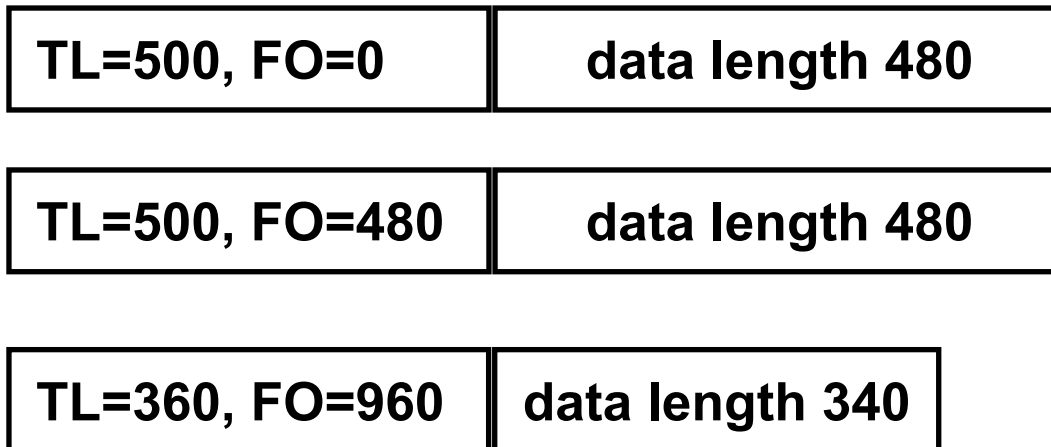 TL=500, FO=0 data length 480
TL=500, FO=480 data length 480
TL=360, FO=960 data length 340